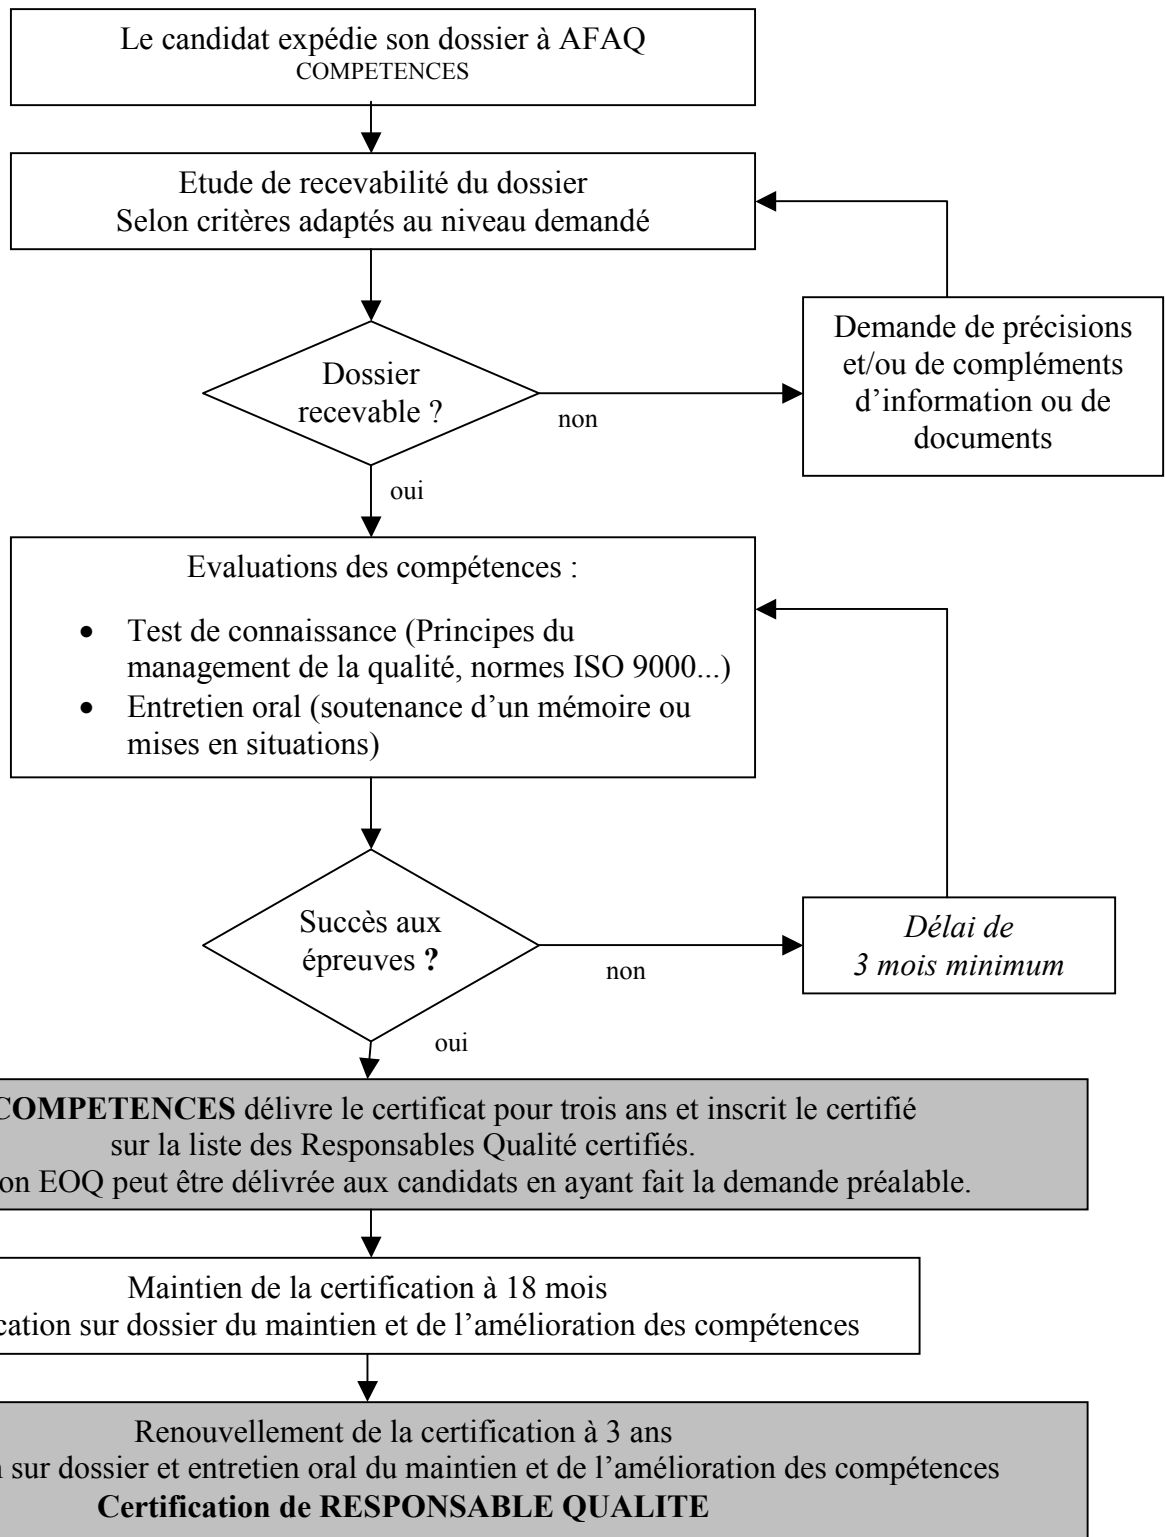 Le candidat expédie son dossier à AFAQ
COMPETENCES
Etude de recevabilité du dossier
Selon critères adaptés au niveau demandé
Dossier
recevable ?
non
Demande de précisions
et/ou de compléments
d’information ou de
documents
oui
Evaluations des compétences :
• Test de connaissance (Principes du
management de la qualité, normes ISO 9000...)
• Entretien oral (soutenance d’un mémoire ou
mises en situations)
Succès aux
épreuves ?
non
Délai de
3 mois minimum
oui
COMPETENCES délivre le certificat pour trois ans et inscrit le certifié
sur la liste des Responsables Qualité certifiés.
on EOQ peut être délivrée aux candidats en ayant fait la demande préalable.
Maintien de la certification à 18 mois
cation sur dossier du maintien et de l’amélioration des compétences
Renouvellement de la certification à 3 ans
sur dossier et entretien oral du maintien et de l’amélioration des compétences
Certification de RESPONSABLE QUALITE